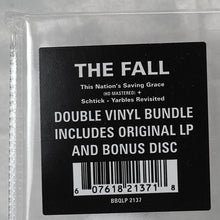 THE FALL
This Nation's Saving Grace
(HD MASTERED) +
Schtick - Yarbles Revisited
DOUBLE VINYL BUNDLE
INCLUDES ORIGINAL LP
AND BONUS DISC
6 07618 21371 8
BBQLP 2137